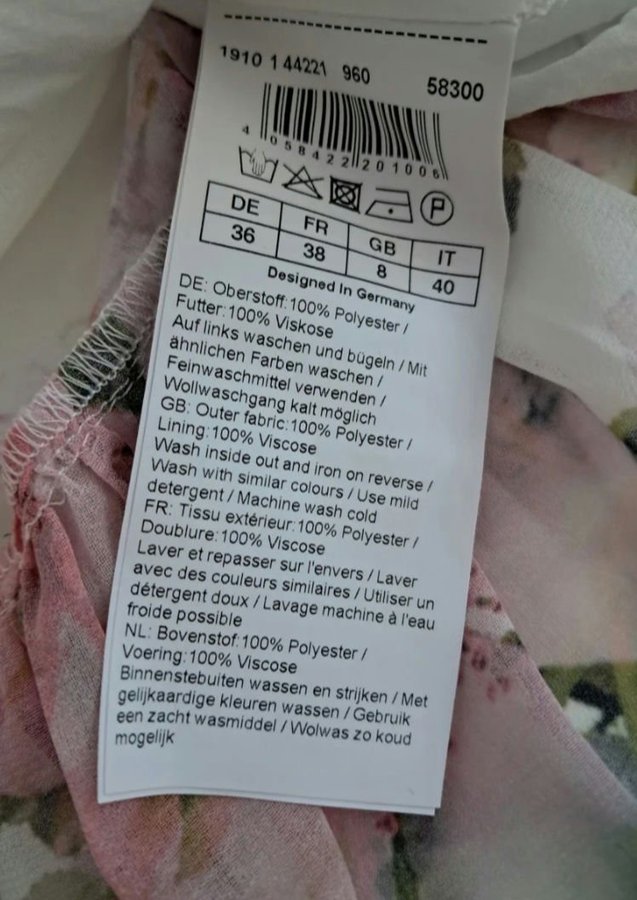 1910 1 44221 960 58300
4 058422 201006
P
DE FR GB IT
36 38 8 40
Designed In Germany
DE: Oberstoff:100% Polyester /
Futter:100% Viskose
Auf links waschen und bügeln / Mit
ähnlichen Farben waschen /
Feinwaschmittel verwenden /
Wollwaschgang kalt möglich
GB: Outer fabric:100% Polyester /
Lining:100% Viscose
Wash inside out and iron on reverse /
Wash with similar colours / Use mild
detergent / Machine wash cold
FR: Tissu extérieur:100% Polyester /
Doublure:100% Viscose
Laver et repasser sur l'envers / Laver
avec des couleurs similaires / Utiliser un
détergent doux / Lavage machine à l'eau
froide possible
NL: Bovenstof:100% Polyester /
Voering:100% Viscose
Binnenstebuiten wassen en strijken / Met
gelijkaardige kleuren wassen / Gebruik
een zacht wasmiddel / Wolwas zo koud
mogelijk